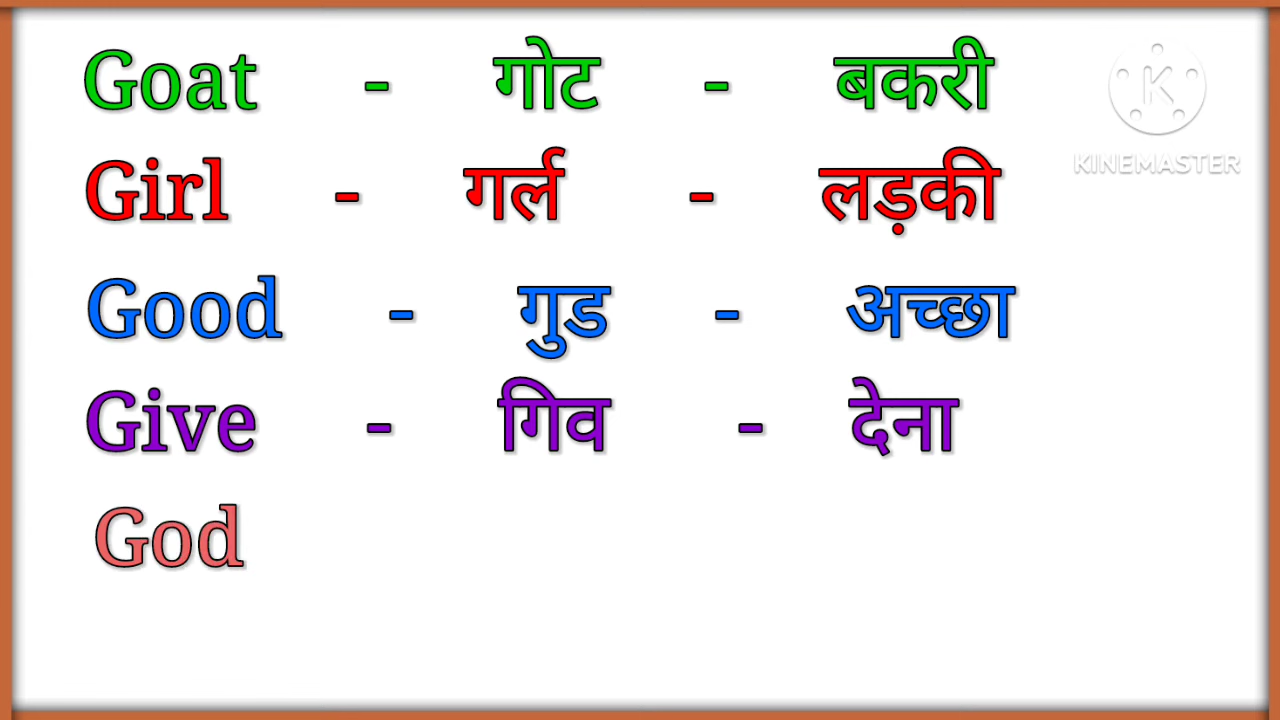 Goat - गोट - बकरी
KINEMASTER
Girl - गर्ल - लड़की
Good - गुड - अच्छा
Give - गिव - देना
God